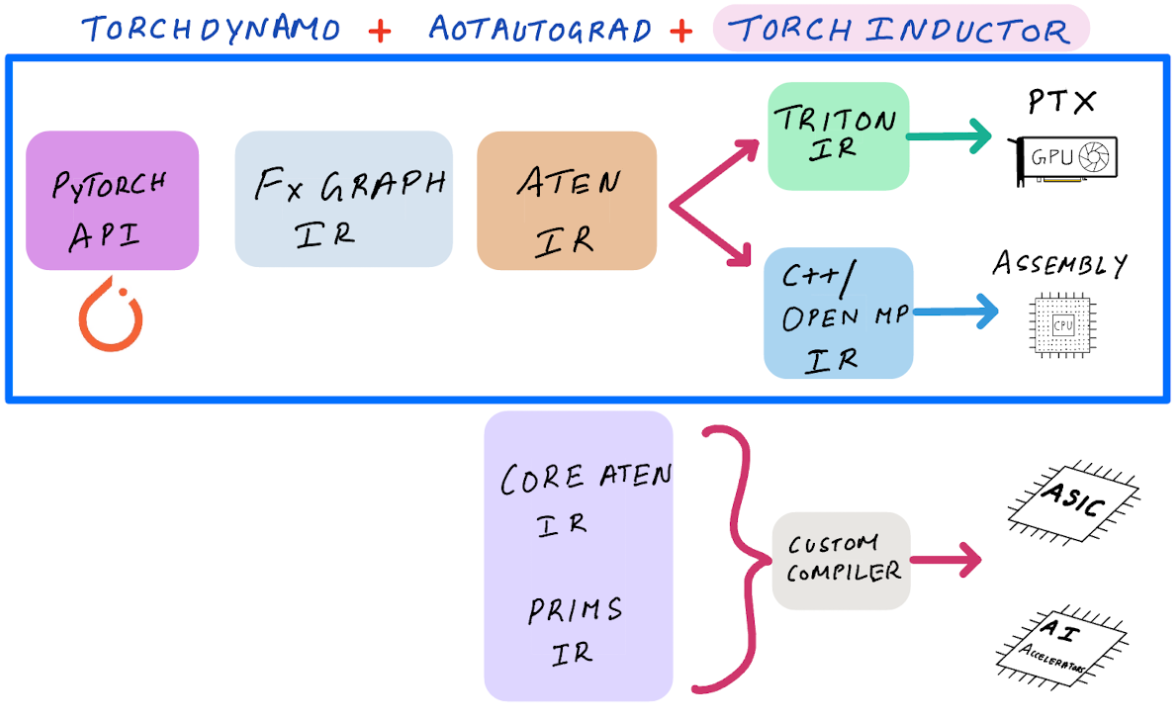 TORCHDYNAMO + AOTAUTOGRAD + TORCH INDUCTOR
PYTORCH
API
FX GRAPH
IR
ATEN
IR
TRITON
IR
PTX
GPU
C++/
OPEN MP
IR
ASSEMBLY
CPU
CORE ATEN
IR
PRIMS
IR
CUSTOM
COMPILER
ASIC
AI
ACCELERATORS